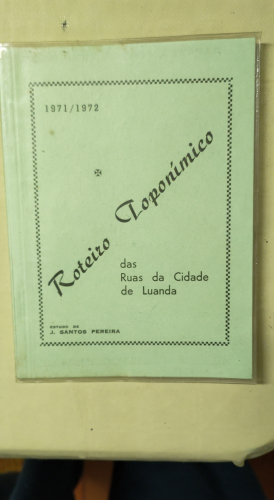 1971/1972
Roteiro Toponímico
das
Ruas da Cidade
de Luanda
ESTUDO DE
J. SANTOS PEREIRA